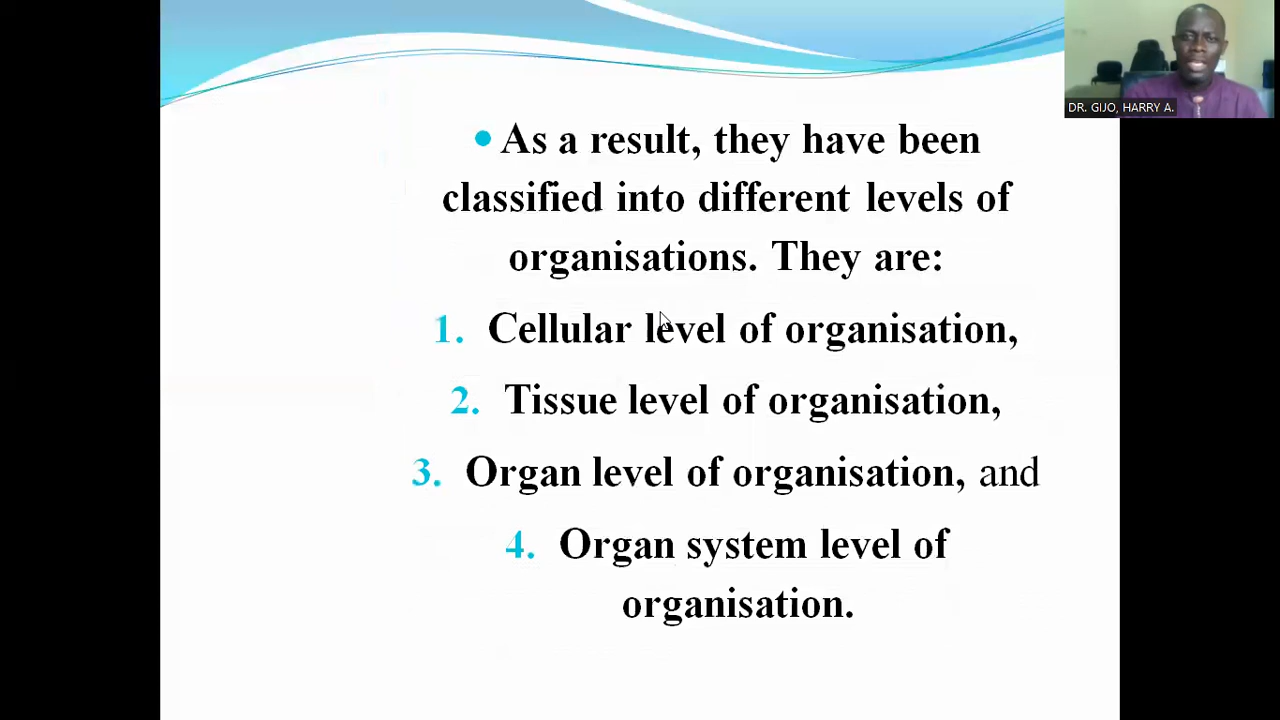 DR. GIJO, HARRY A.
• As a result, they have been
classified into different levels of
organisations. They are:
1. Cellular level of organisation,
2. Tissue level of organisation,
3. Organ level of organisation, and
4. Organ system level of
organisation.